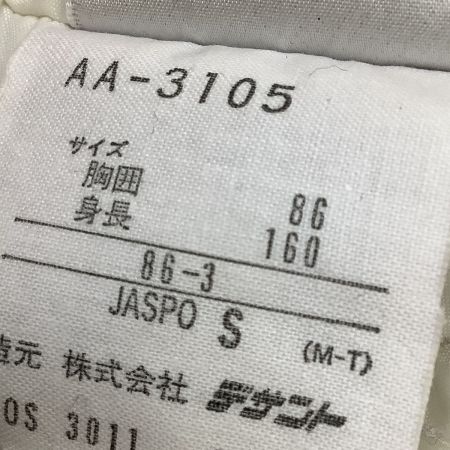 AA-3105
サイズ
胸囲 86
身長 160
86-3
JASPO S (M-T)
造元 株式会社 デサント
OS 3011